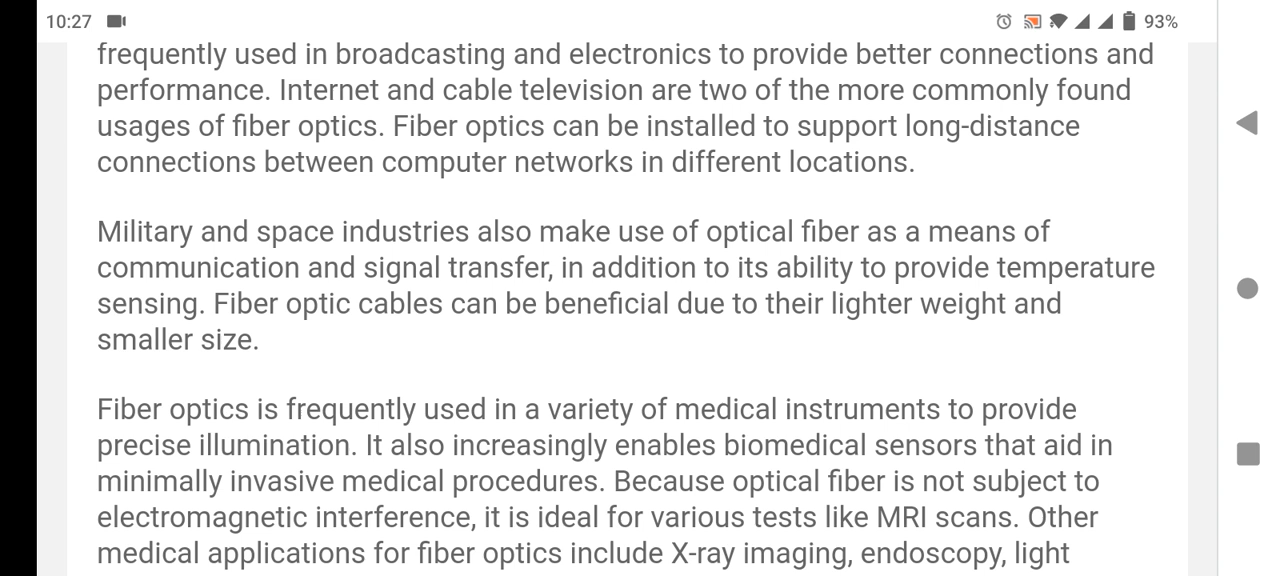 10:27
93%
frequently used in broadcasting and electronics to provide better connections and
performance. Internet and cable television are two of the more commonly found
usages of fiber optics. Fiber optics can be installed to support long-distance
connections between computer networks in different locations.
Military and space industries also make use of optical fiber as a means of
communication and signal transfer, in addition to its ability to provide temperature
sensing. Fiber optic cables can be beneficial due to their lighter weight and
smaller size.
Fiber optics is frequently used in a variety of medical instruments to provide
precise illumination. It also increasingly enables biomedical sensors that aid in
minimally invasive medical procedures. Because optical fiber is not subject to
electromagnetic interference, it is ideal for various tests like MRI scans. Other
medical applications for fiber optics include X-ray imaging, endoscopy, light